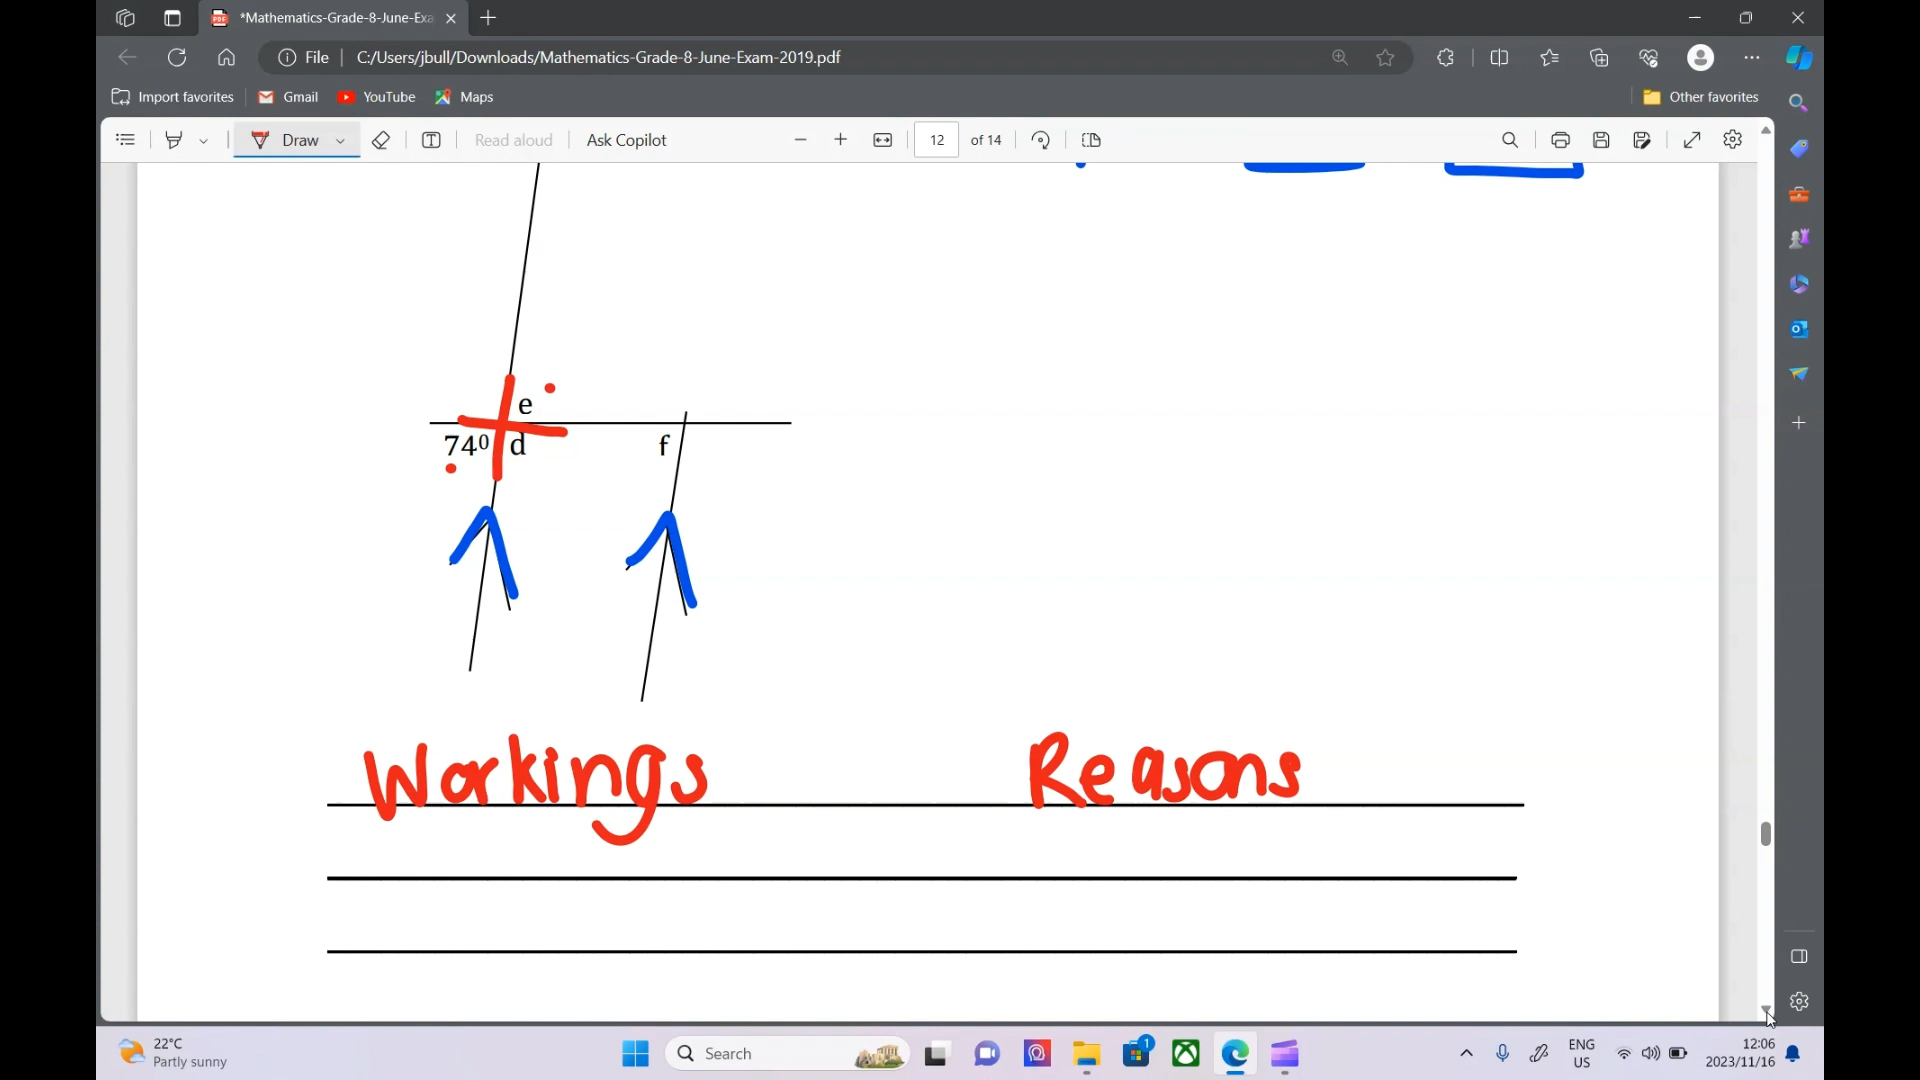 *Mathematics-Grade-8-June-Exa
File C:/Users/jbull/Downloads/Mathematics-Grade-8-June-Exam-2019.pdf
Import favorites Gmail YouTube Maps Other favorites
Draw Read aloud Ask Copilot 12 of 14
e
74⁰ d f
Workings Reasons
22°C
Partly sunny
Search
1
ENG
US
12:06
2023/11/16